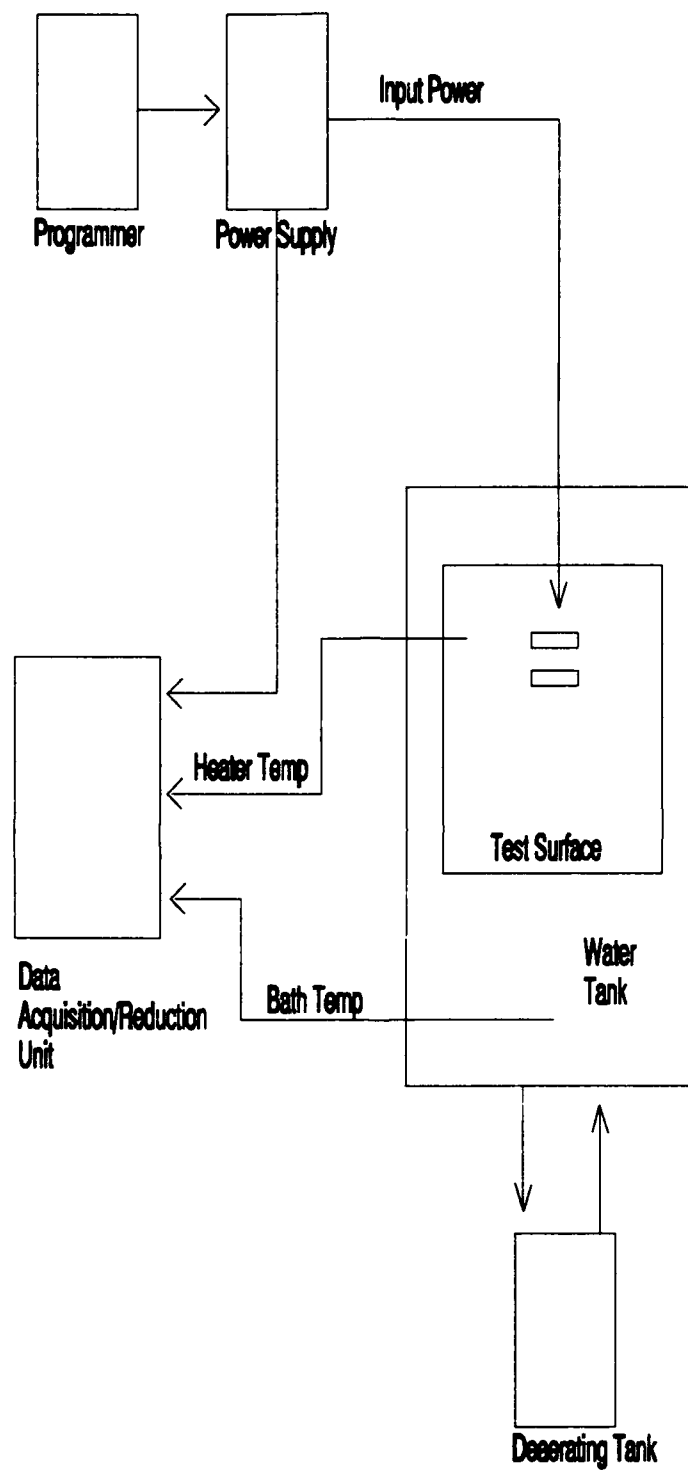 Input Power
Programmer
Power Supply
Heater Temp
Test Surface
Water
Tank
Data
Acquisition/Reduction
Unit
Bath Temp
Deaerating Tank